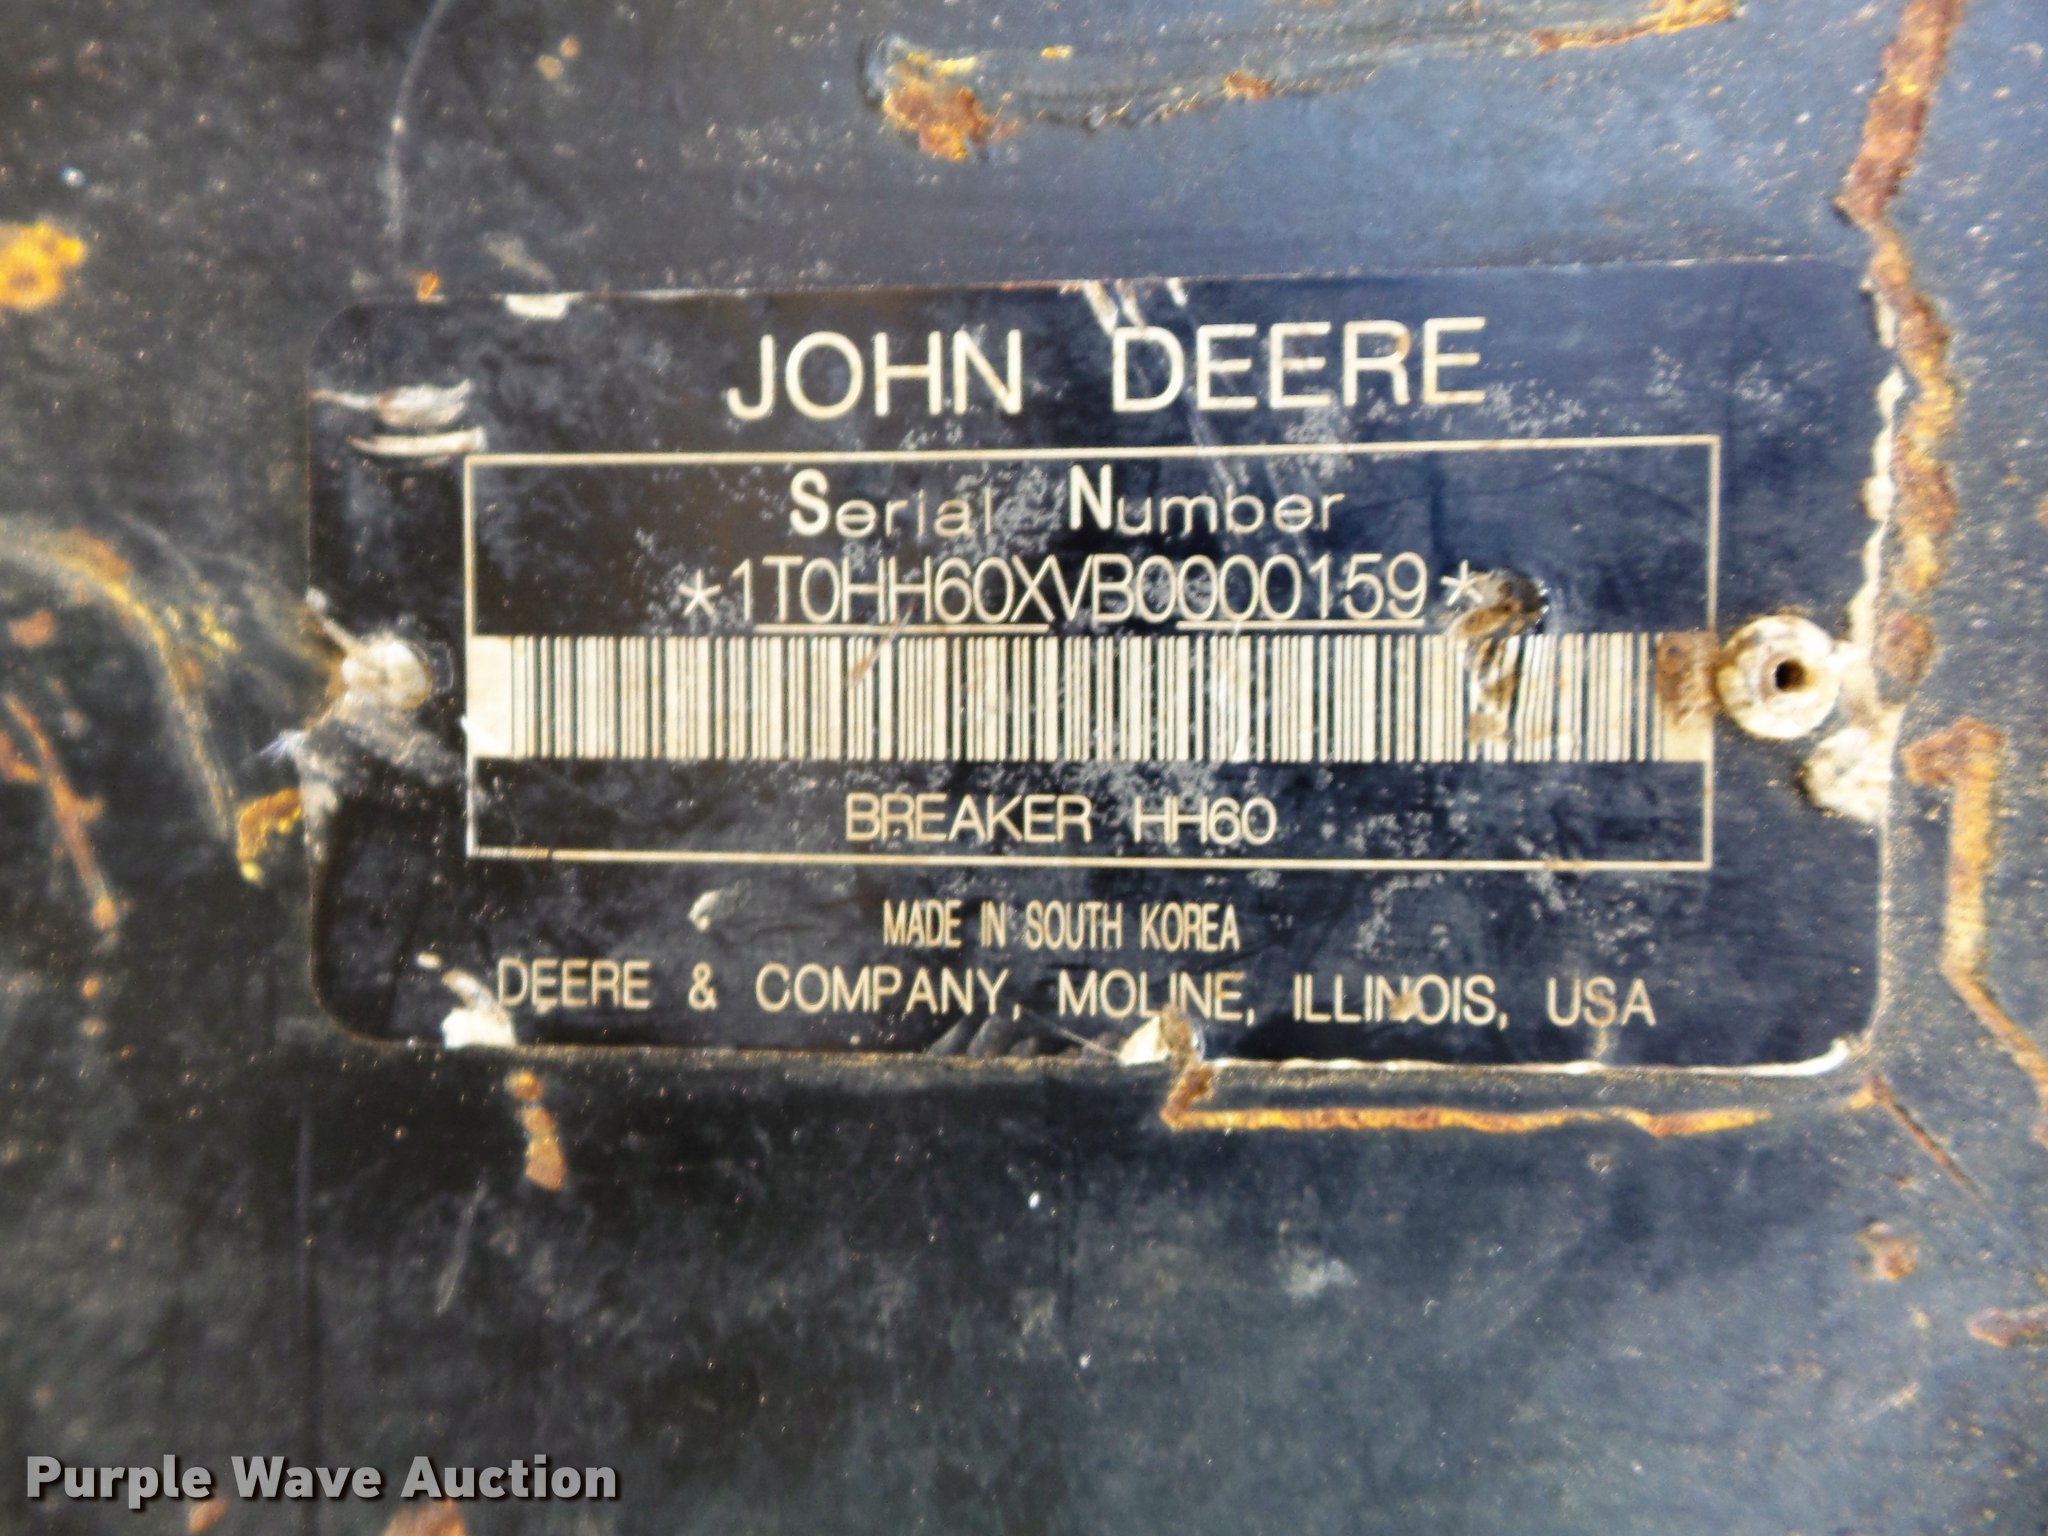 JOHN DEERE
Serial Number
*1T0HH60XVB0000159*
BREAKER HH60
MADE IN SOUTH KOREA
DEERE & COMPANY, MOLINE, ILLINOIS, USA
Purple Wave Auction